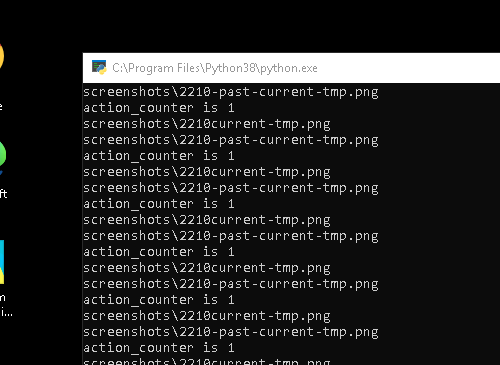 C:\Program Files\Python38\python.exe
screenshots\2210-past-current-tmp.png
action_counter is 1
screenshots\2210current-tmp.png
screenshots\2210-past-current-tmp.png
action_counter is 1
screenshots\2210current-tmp.png
screenshots\2210-past-current-tmp.png
action_counter is 1
screenshots\2210current-tmp.png
screenshots\2210-past-current-tmp.png
action_counter is 1
screenshots\2210current-tmp.png
screenshots\2210-past-current-tmp.png
action_counter is 1
screenshots\2210current-tmp.png
screenshots\2210-past-current-tmp.png
action_counter is 1
screenshots\2210current-tmp.png
e
ft
m
i...